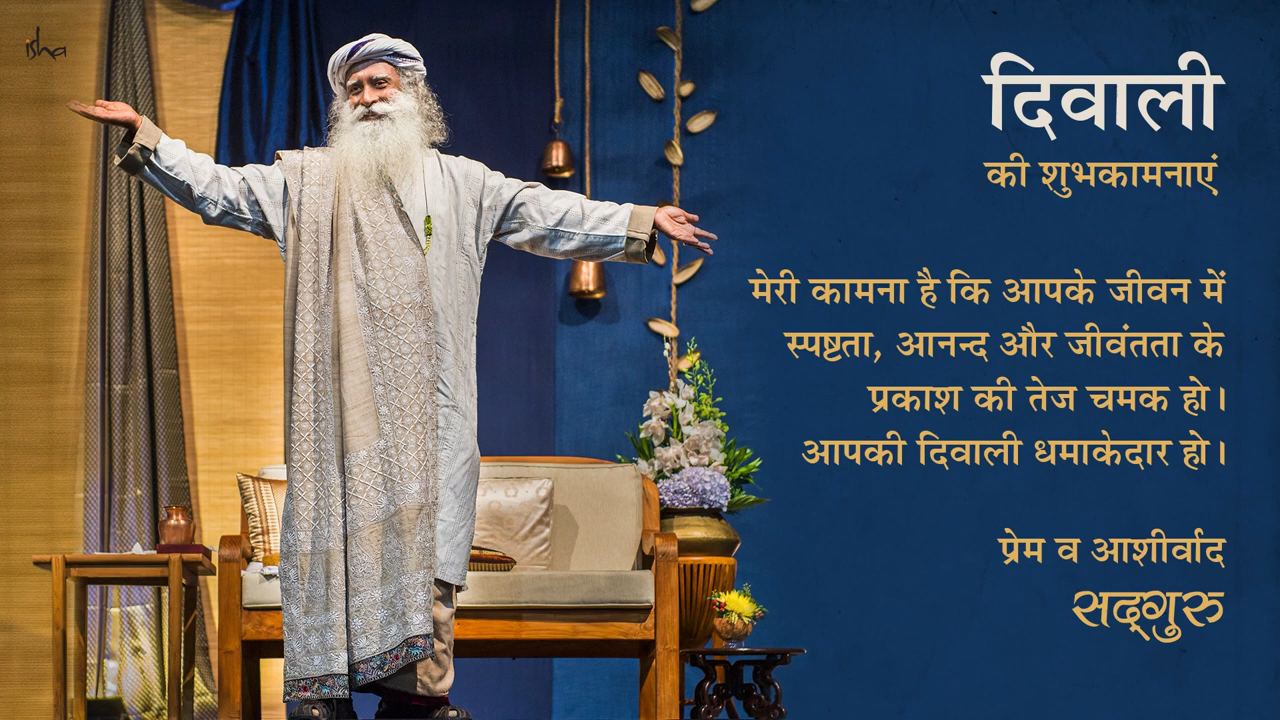 isha
दिवाली
की शुभकामनाएं
मेरी कामना है कि आपके जीवन में
स्पष्टता, आनन्द और जीवंतता के
प्रकाश की तेज चमक हो।
आपकी दिवाली धमाकेदार हो।
प्रेम व आशीर्वाद
सद्‌गुरु